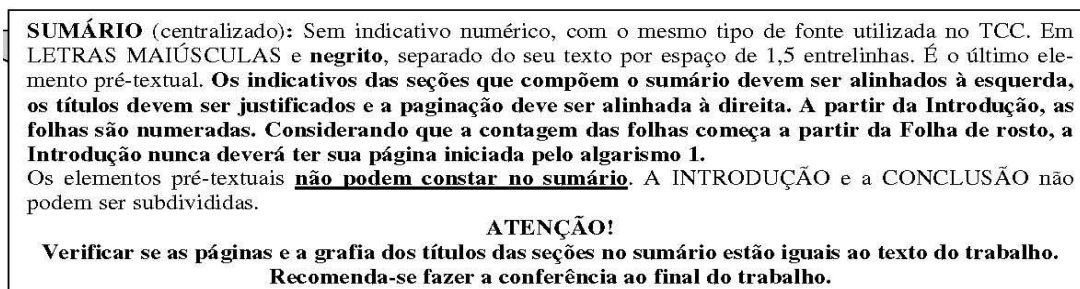 SUMÁRIO (centralizado): Sem indicativo numérico, com o mesmo tipo de fonte utilizada no TCC. Em
LETRAS MAIÚSCULAS e negrito, separado do seu texto por espaço de 1,5 entrelinhas. É o último ele-
mento pré-textual. Os indicativos das seções que compõem o sumário devem ser alinhados à esquerda,
os títulos devem ser justificados e a paginação deve ser alinhada à direita. A partir da Introdução, as
folhas são numeradas. Considerando que a contagem das folhas começa a partir da Folha de rosto, a
Introdução nunca deverá ter sua página iniciada pelo algarismo 1.
Os elementos pré-textuais não podem constar no sumário. A INTRODUÇÃO e a CONCLUSÃO não
podem ser subdivididas.
ATENÇÃO!
Verificar se as páginas e a grafia dos títulos das seções no sumário estão iguais ao texto do trabalho.
Recomenda-se fazer a conferência ao final do trabalho.